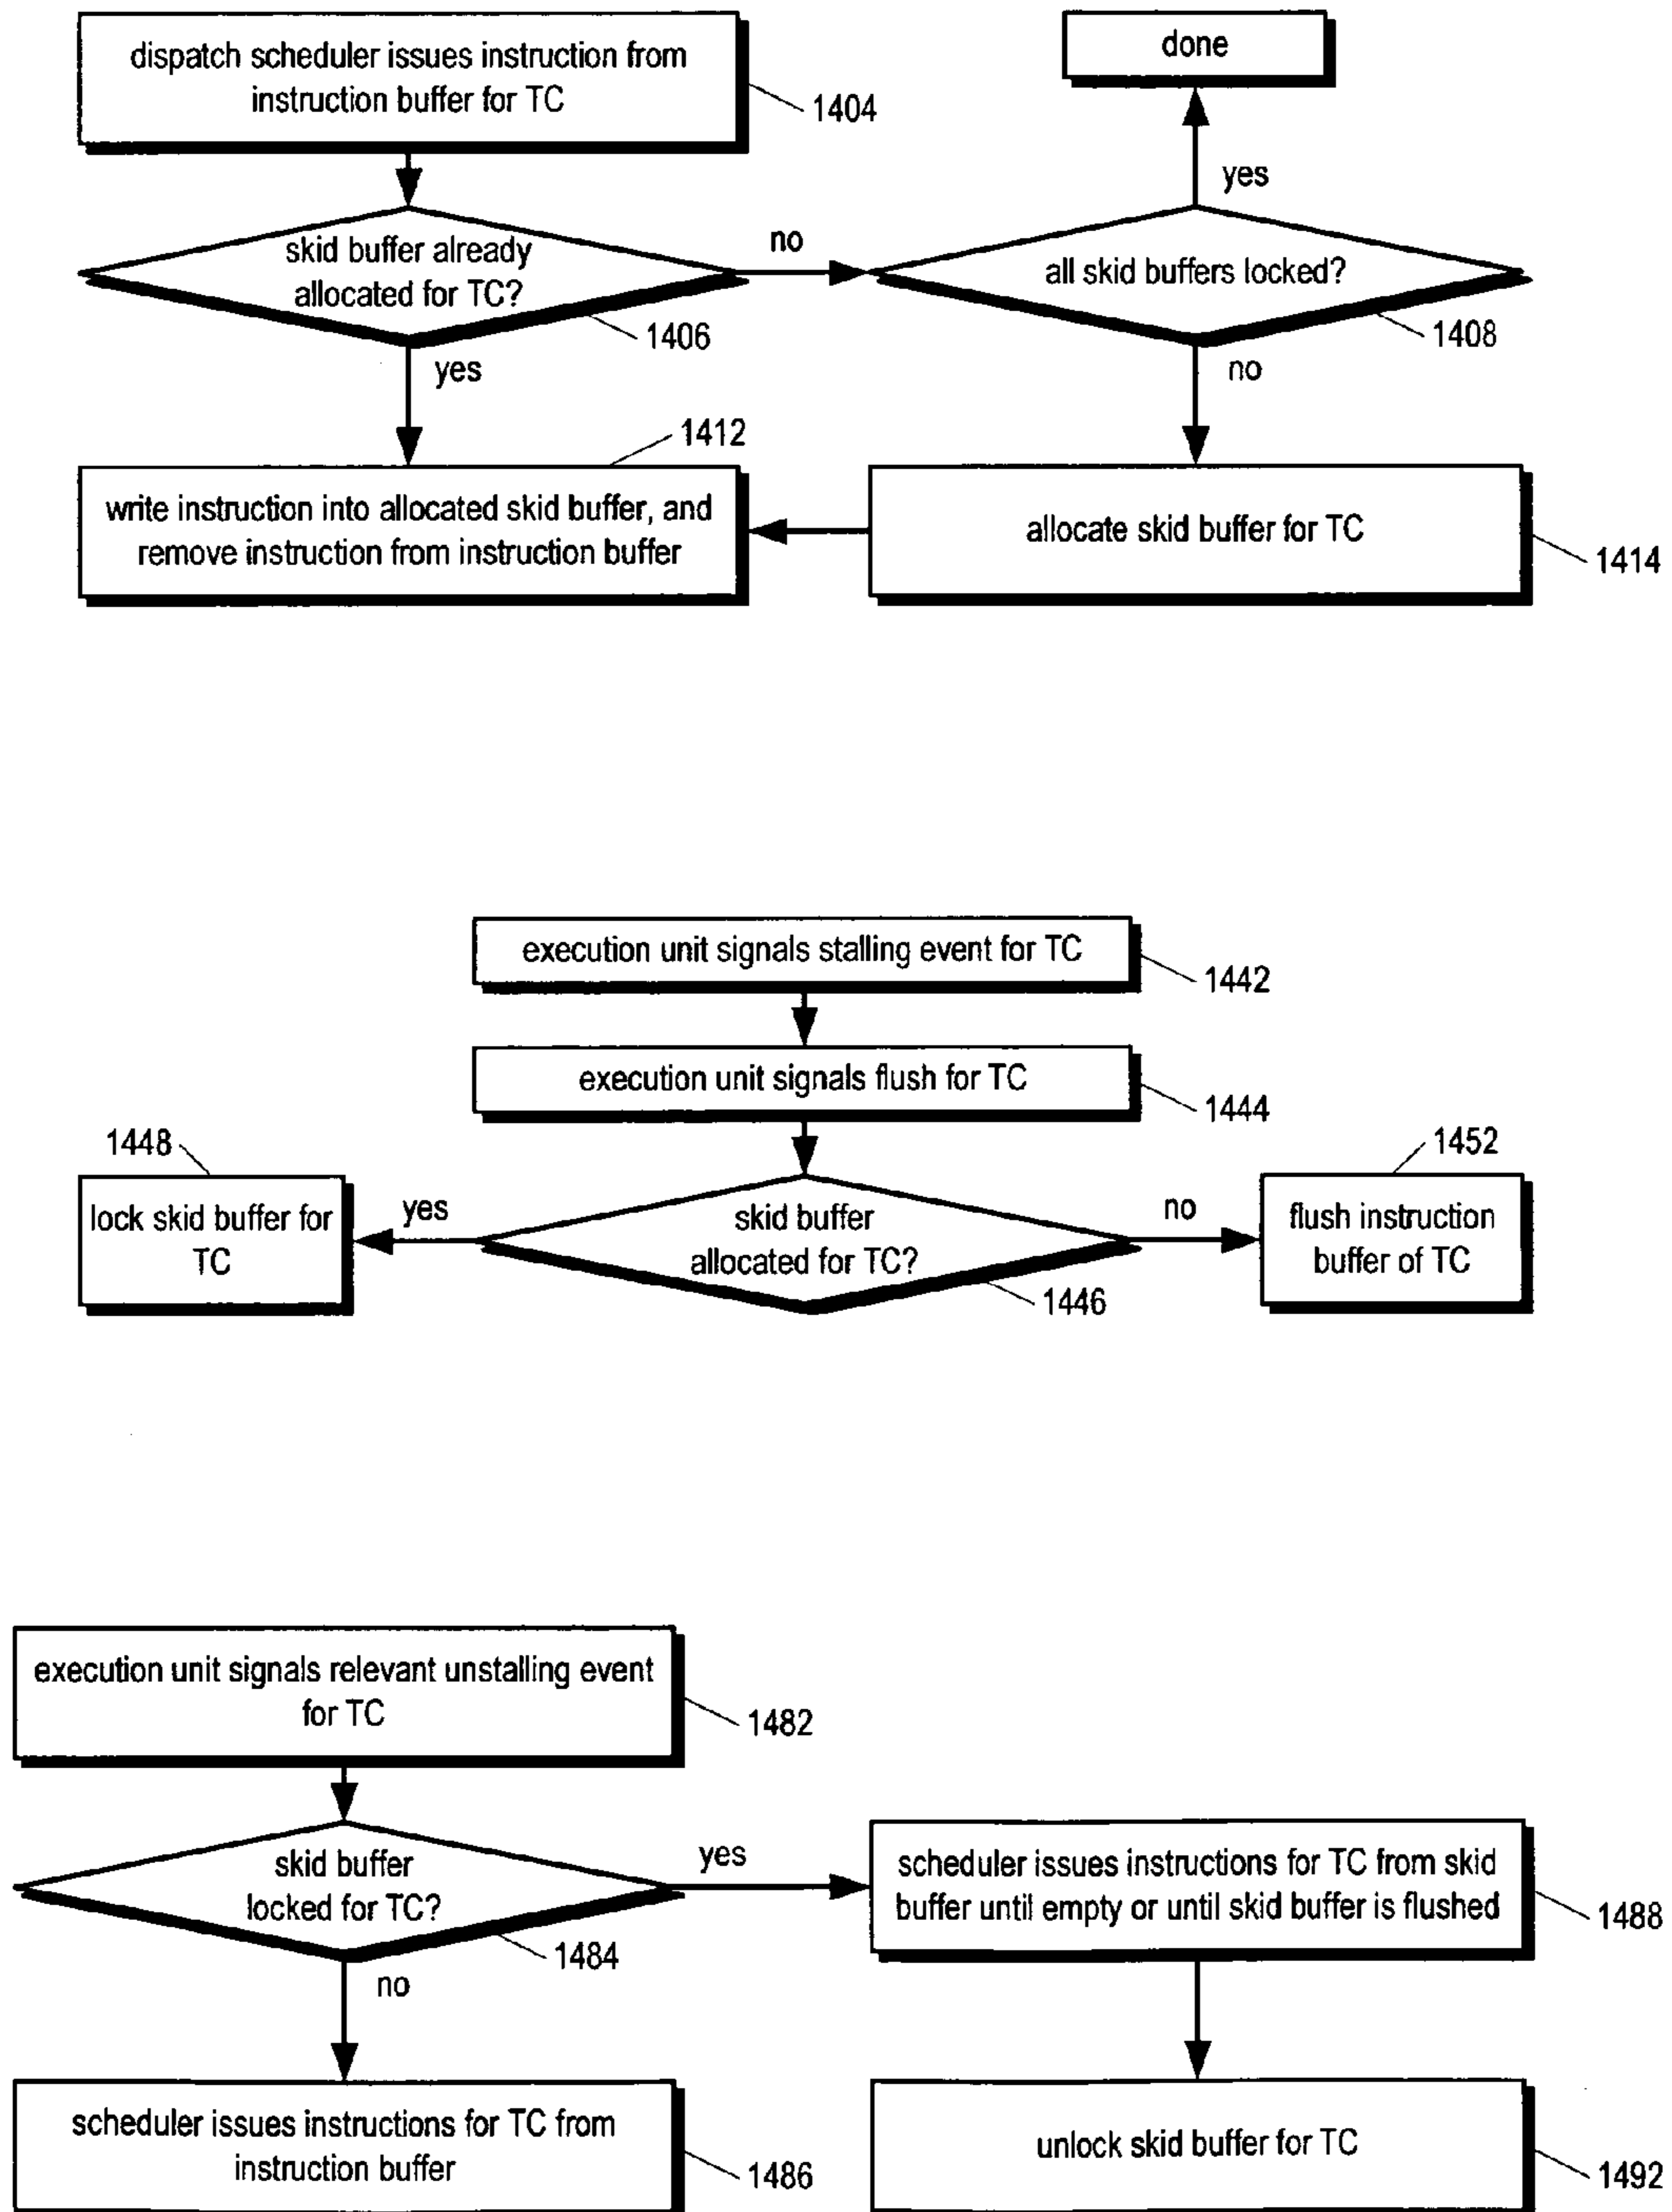 dispatch scheduler issues instruction from
instruction buffer for TC
1404
done
yes
skid buffer already
allocated for TC?
1406
no
all skid buffers locked?
1408
yes
no
1412
write instruction into allocated skid buffer, and
remove instruction from instruction buffer
allocate skid buffer for TC
1414
execution unit signals stalling event for TC
1442
execution unit signals flush for TC
1444
1448
lock skid buffer for
TC
yes
skid buffer
allocated for TC?
1446
no
1452
flush instruction
buffer of TC
execution unit signals relevant unstalling event
for TC
1482
skid buffer
locked for TC?
1484
yes
scheduler issues instructions for TC from skid
buffer until empty or until skid buffer is flushed
1488
no
scheduler issues instructions for TC from
instruction buffer
1486
unlock skid buffer for TC
1492